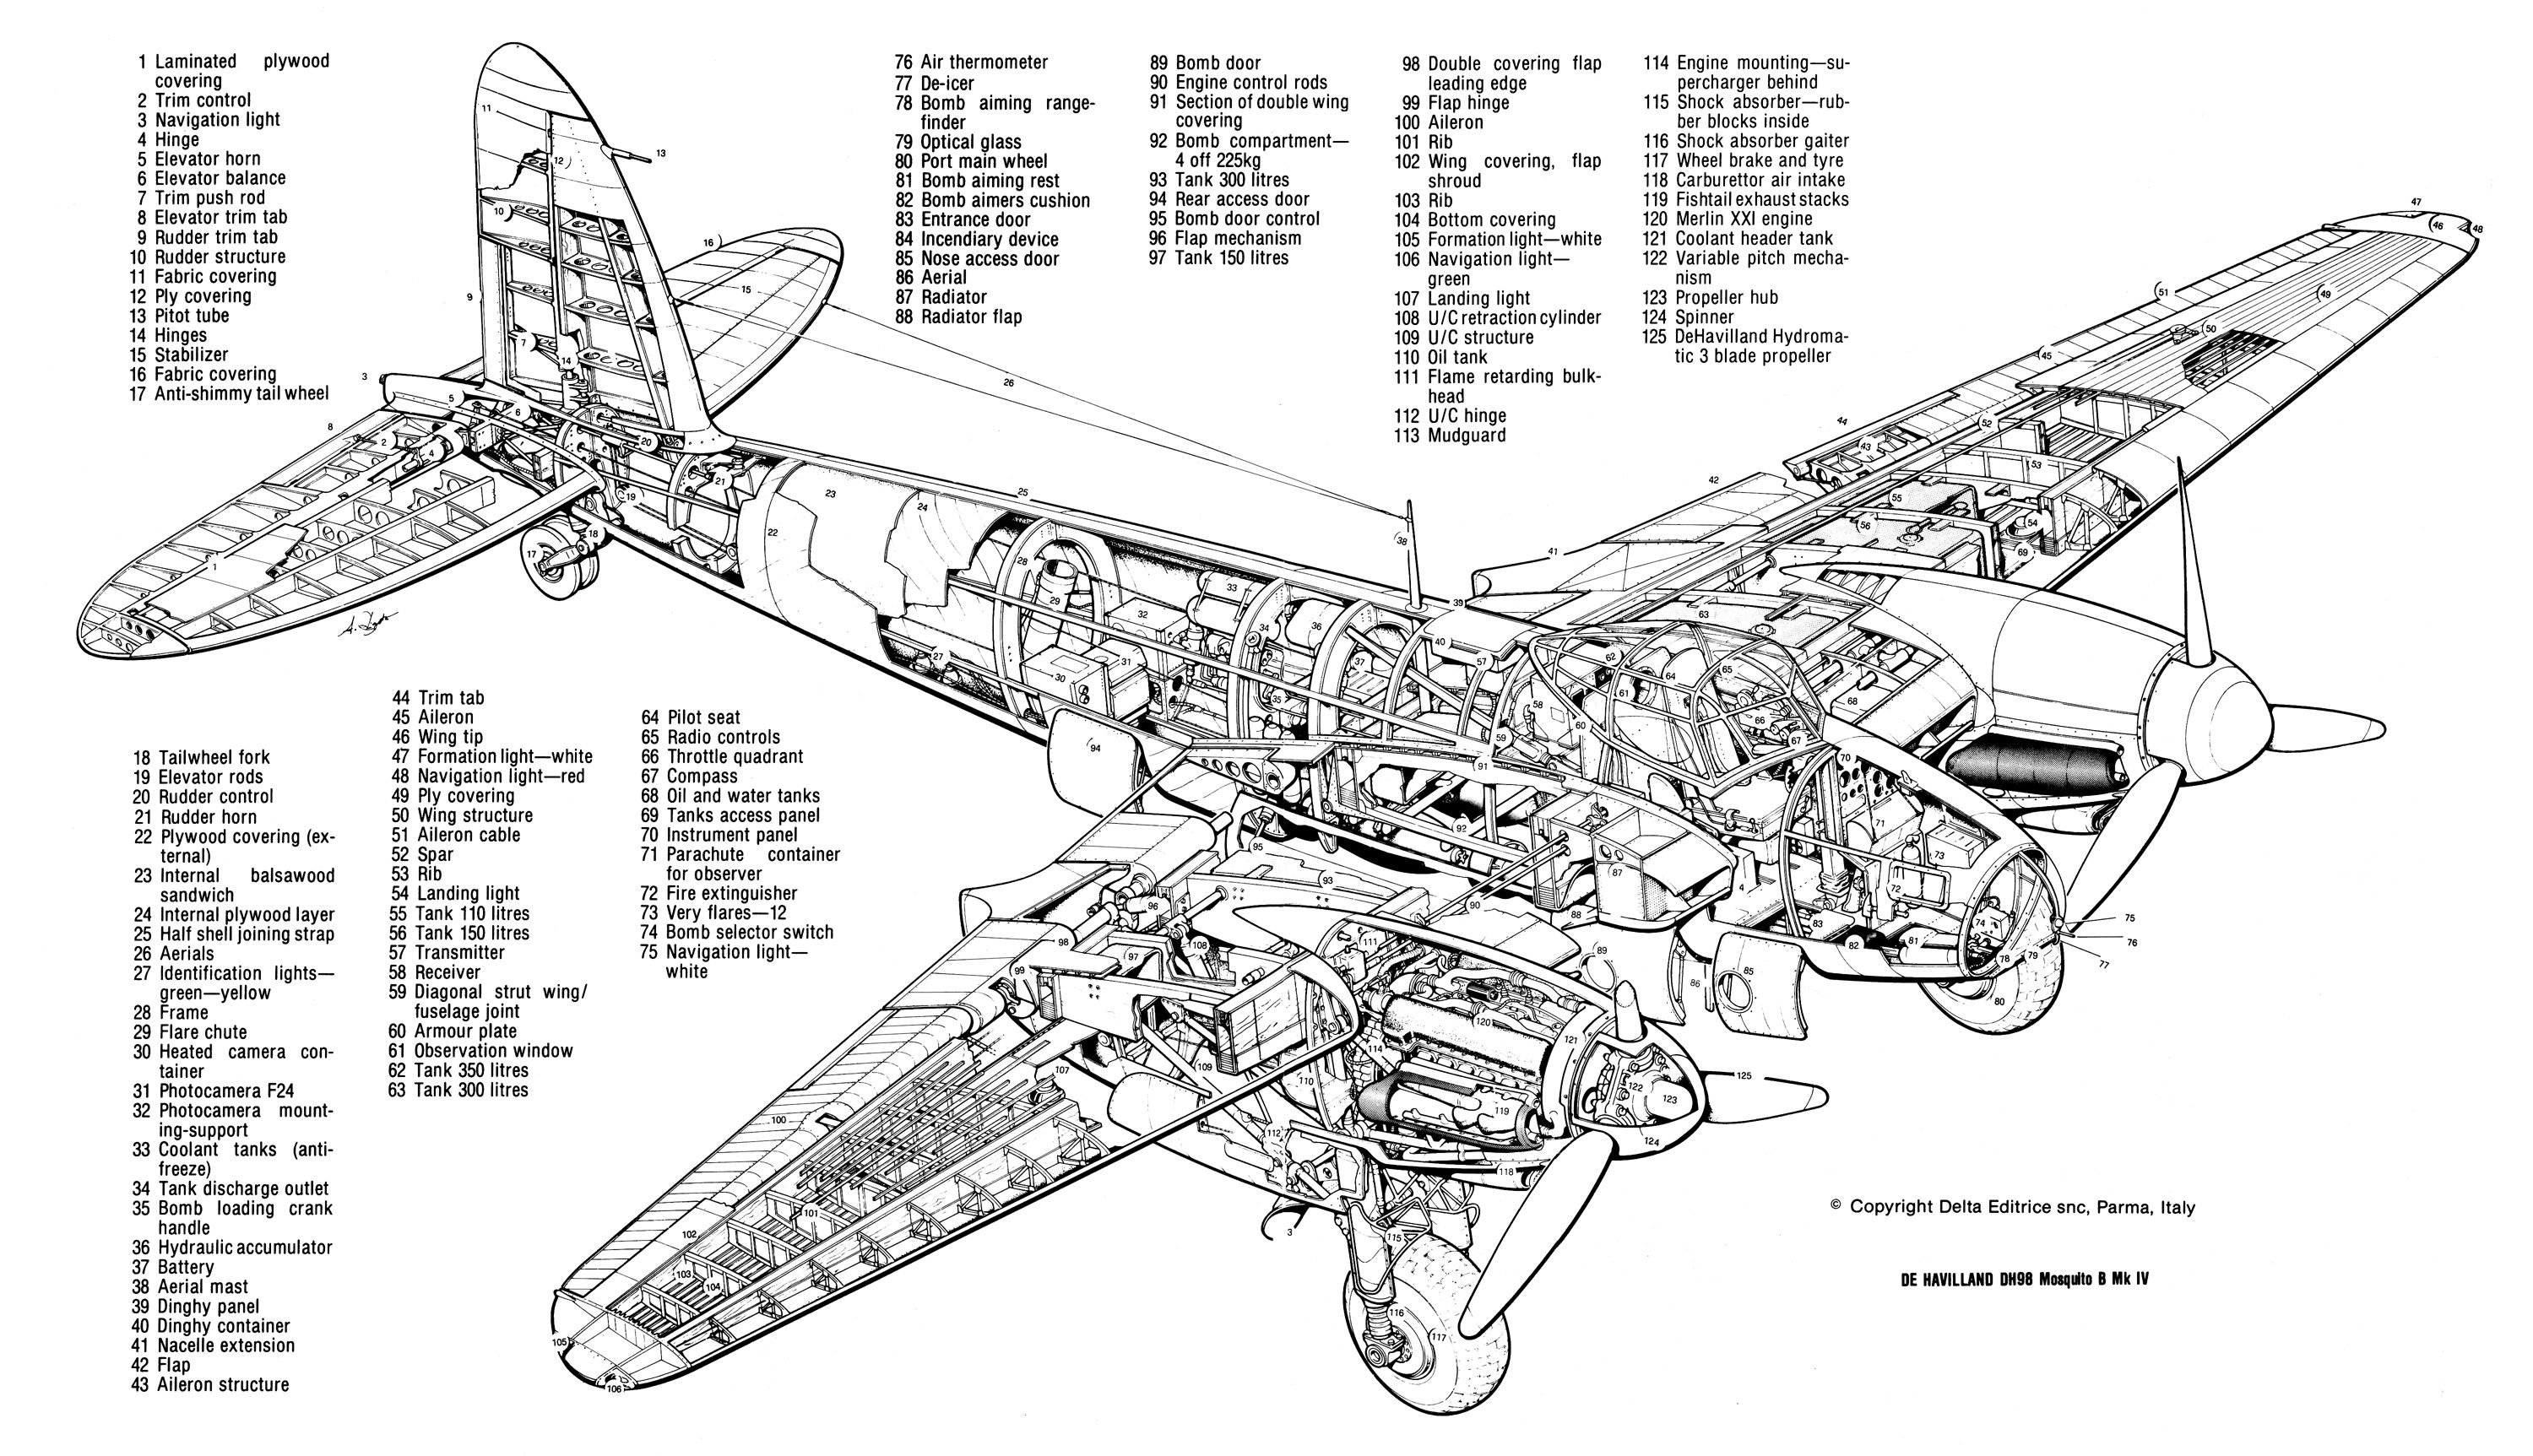 1 Laminated plywood
covering
2 Trim control
3 Navigation light
4 Hinge
5 Elevator horn
6 Elevator balance
7 Trim push rod
8 Elevator trim tab
9 Rudder trim tab
10 Rudder structure
11 Fabric covering
12 Ply covering
13 Pitot tube
14 Hinges
15 Stabilizer
16 Fabric covering
17 Anti-shimmy tail wheel
18 Tailwheel fork
19 Elevator rods
20 Rudder control
21 Rudder horn
22 Plywood covering (ex-
ternal)
23 Internal balsawood
sandwich
24 Internal plywood layer
25 Half shell joining strap
26 Aerials
27 Identification lights—
green—yellow
28 Frame
29 Flare chute
30 Heated camera con-
tainer
31 Photocamera F24
32 Photocamera mount-
ing-support
33 Coolant tanks (anti-
freeze)
34 Tank discharge outlet
35 Bomb loading crank
handle
36 Hydraulic accumulator
37 Battery
38 Aerial mast
39 Dinghy panel
40 Dinghy container
41 Nacelle extension
42 Flap
43 Aileron structure
44 Trim tab
45 Aileron
46 Wing tip
47 Formation light—white
48 Navigation light—red
49 Ply covering
50 Wing structure
51 Aileron cable
52 Spar
53 Rib
54 Landing light
55 Tank 110 litres
56 Tank 150 litres
57 Transmitter
58 Receiver
59 Diagonal strut wing/
fuselage joint
60 Armour plate
61 Observation window
62 Tank 350 litres
63 Tank 300 litres
64 Pilot seat
65 Radio controls
66 Throttle quadrant
67 Compass
68 Oil and water tanks
69 Tanks access panel
70 Instrument panel
71 Parachute container
for observer
72 Fire extinguisher
73 Very flares—12
74 Bomb selector switch
75 Navigation light—
white
76 Air thermometer
77 De-icer
78 Bomb aiming range-
finder
79 Optical glass
80 Port main wheel
81 Bomb aiming rest
82 Bomb aimers cushion
83 Entrance door
84 Incendiary device
85 Nose access door
86 Aerial
87 Radiator
88 Radiator flap
89 Bomb door
90 Engine control rods
91 Section of double wing
covering
92 Bomb compartment—
4 off 225kg
93 Tank 300 litres
94 Rear access door
95 Bomb door control
96 Flap mechanism
97 Tank 150 litres
98 Double covering flap
leading edge
99 Flap hinge
100 Aileron
101 Rib
102 Wing covering, flap
shroud
103 Rib
104 Bottom covering
105 Formation light—white
106 Navigation light—
green
107 Landing light
108 U/C retraction cylinder
109 U/C structure
110 Oil tank
111 Flame retarding bulk-
head
112 U/C hinge
113 Mudguard
114 Engine mounting—su-
percharger behind
115 Shock absorber—rub-
ber blocks inside
116 Shock absorber gaiter
117 Wheel brake and tyre
118 Carburettor air intake
119 Fishtail exhaust stacks
120 Merlin XXI engine
121 Coolant header tank
122 Variable pitch mecha-
nism
123 Propeller hub
124 Spinner
125 DeHavilland Hydroma-
tic 3 blade propeller
© Copyright Delta Editrice snc, Parma, Italy
DE HAVILLAND DH98 Mosquito B Mk IV